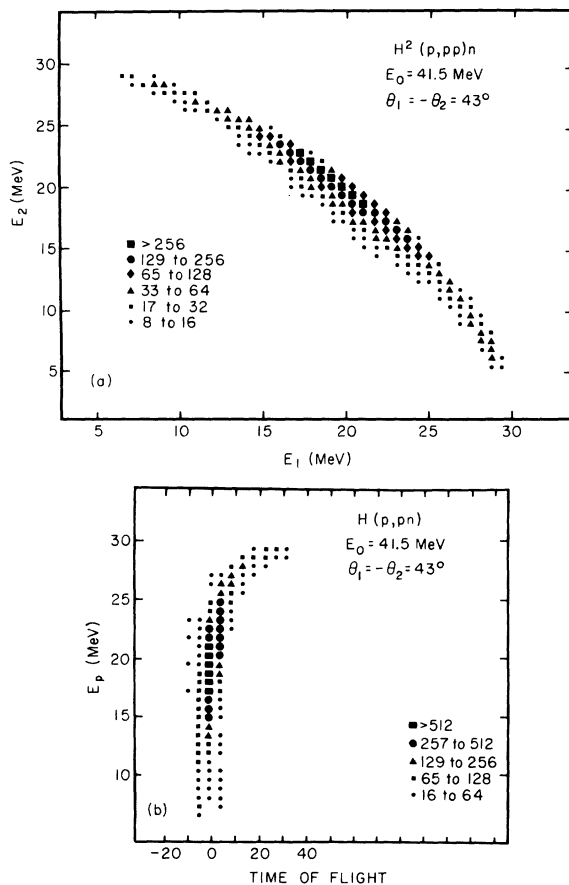 H² (p,pp)n
E₀ = 41.5 MeV
θ₁ = −θ₂ = 43°
30
25
20
15
10
5
E₂ (MeV)
> 256
129 to 256
65 to 128
33 to 64
17 to 32
8 to 16
(a)
5 10 15 20 25 30
E₁ (MeV)
H (p,pn)
E₀ = 41.5 MeV
θ₁ = −θ₂ = 43°
30
25
20
15
10
E_p (MeV)
>512
257 to 512
129 to 256
65 to 128
16 to 64
(b)
−20 0 20 40
TIME OF FLIGHT